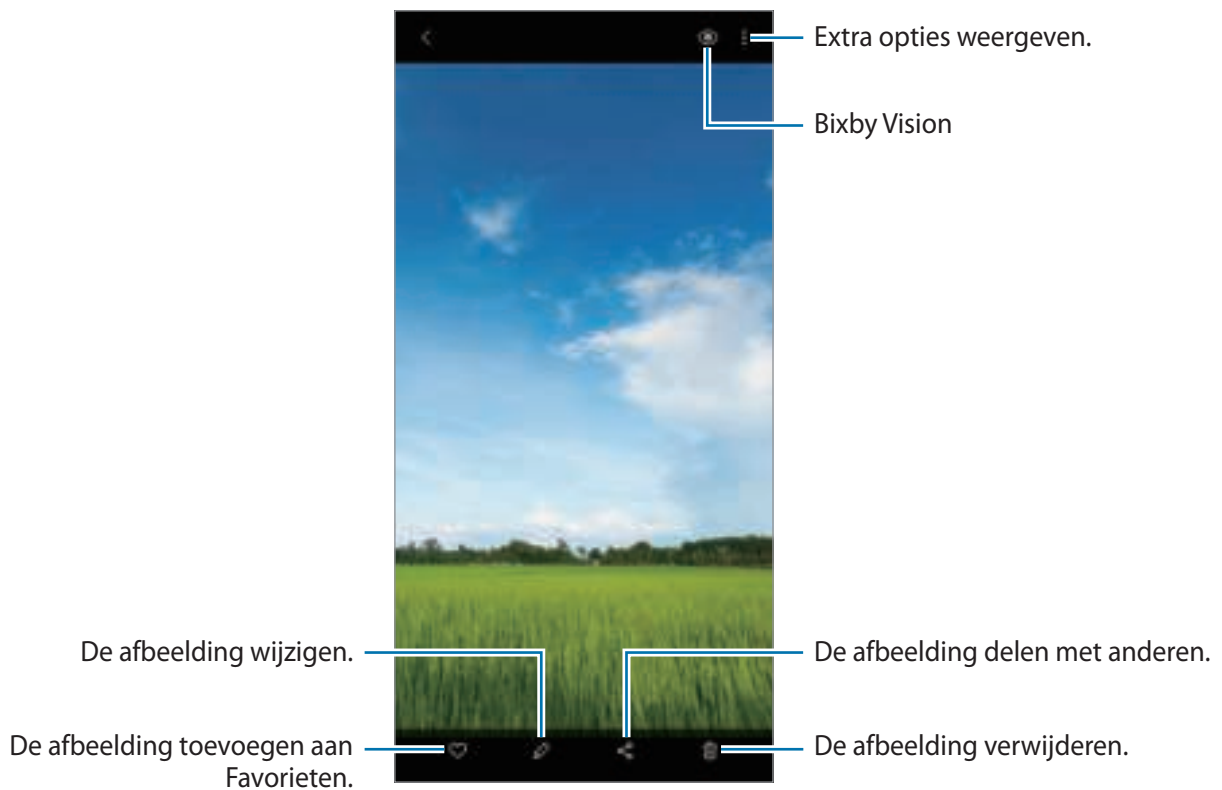 Extra opties weergeven.
Bixby Vision
De afbeelding wijzigen.
De afbeelding delen met anderen.
De afbeelding toevoegen aan
Favorieten.
De afbeelding verwijderen.